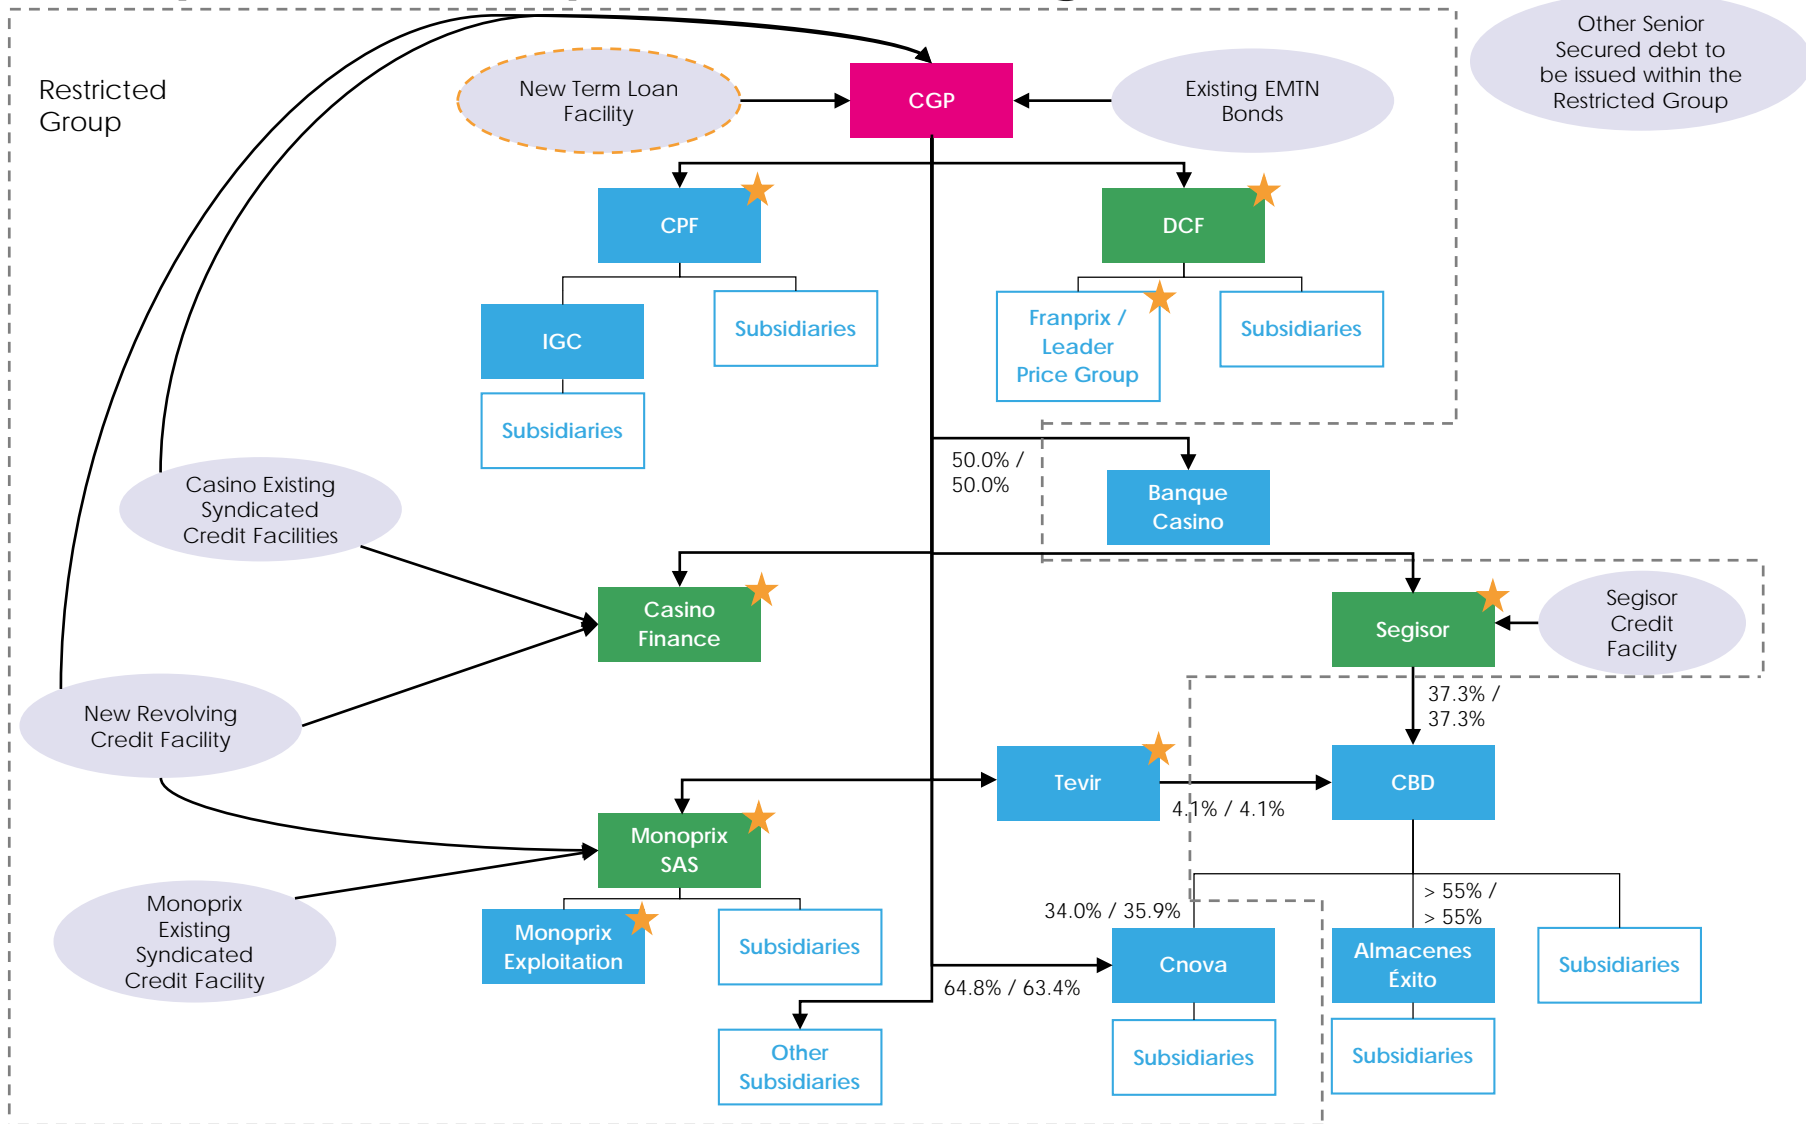 Other Senior
Secured debt to
be issued within the
Restricted Group
Restricted
Group
New Term Loan
Facility
CGP
Existing EMTN
Bonds
CPF
DCF
IGC
Subsidiaries
Franprix /
Leader
Price Group
Subsidiaries
Subsidiaries
50.0% /
50.0%
Banque
Casino
Casino Existing
Syndicated
Credit Facilities
Casino
Finance
Segisor
Segisor
Credit
Facility
37.3% /
37.3%
New Revolving
Credit Facility
Tevir
4.1% / 4.1%
CBD
Monoprix
SAS
Monoprix
Existing
Syndicated
Credit Facility
Monoprix
Exploitation
Subsidiaries
34.0% / 35.9%
> 55% /
> 55%
Cnova
Almacenes
Éxito
Subsidiaries
64.8% / 63.4%
Other
Subsidiaries
Subsidiaries
Subsidiaries